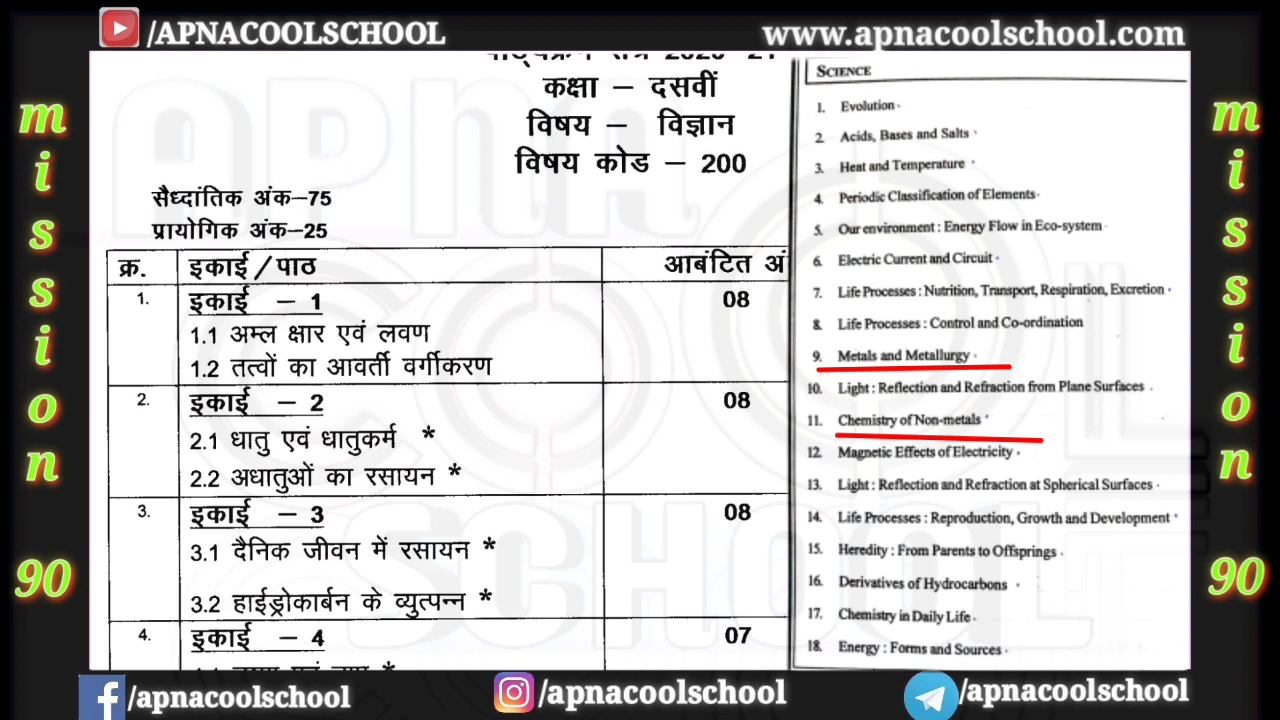 /APNACOOLSCHOOL
www.apnacoolschool.com
mission 90
कक्षा – दसवीं
विषय – विज्ञान
विषय कोड – 200
सैध्दांतिक अंक–75
प्रायोगिक अंक–25
क्र. इकाई/पाठ आबंटित अं
1. इकाई – 1 08
1.1 अम्ल क्षार एवं लवण
1.2 तत्वों का आवर्ती वर्गीकरण
2. इकाई – 2 08
2.1 धातु एवं धातुकर्म *
2.2 अधातुओं का रसायन *
3. इकाई – 3 08
3.1 दैनिक जीवन में रसायन *
3.2 हाईड्रोकार्बन के व्युत्पन्न *
4. इकाई – 4 07
SCIENCE
1. Evolution
2. Acids, Bases and Salts
3. Heat and Temperature
4. Periodic Classification of Elements
5. Our environment : Energy Flow in Eco-system
6. Electric Current and Circuit
7. Life Processes : Nutrition, Transport, Respiration, Excretion
8. Life Processes : Control and Co-ordination
9. Metals and Metallurgy
10. Light : Reflection and Refraction from Plane Surfaces
11. Chemistry of Non-metals
12. Magnetic Effects of Electricity
13. Light : Reflection and Refraction at Spherical Surfaces
14. Life Processes : Reproduction, Growth and Development
15. Heredity : From Parents to Offsprings
16. Derivatives of Hydrocarbons
17. Chemistry in Daily Life
18. Energy : Forms and Sources
mission 90
/apnacoolschool
/apnacoolschool
/apnacoolschool
APNA
COOL
SCHOOL